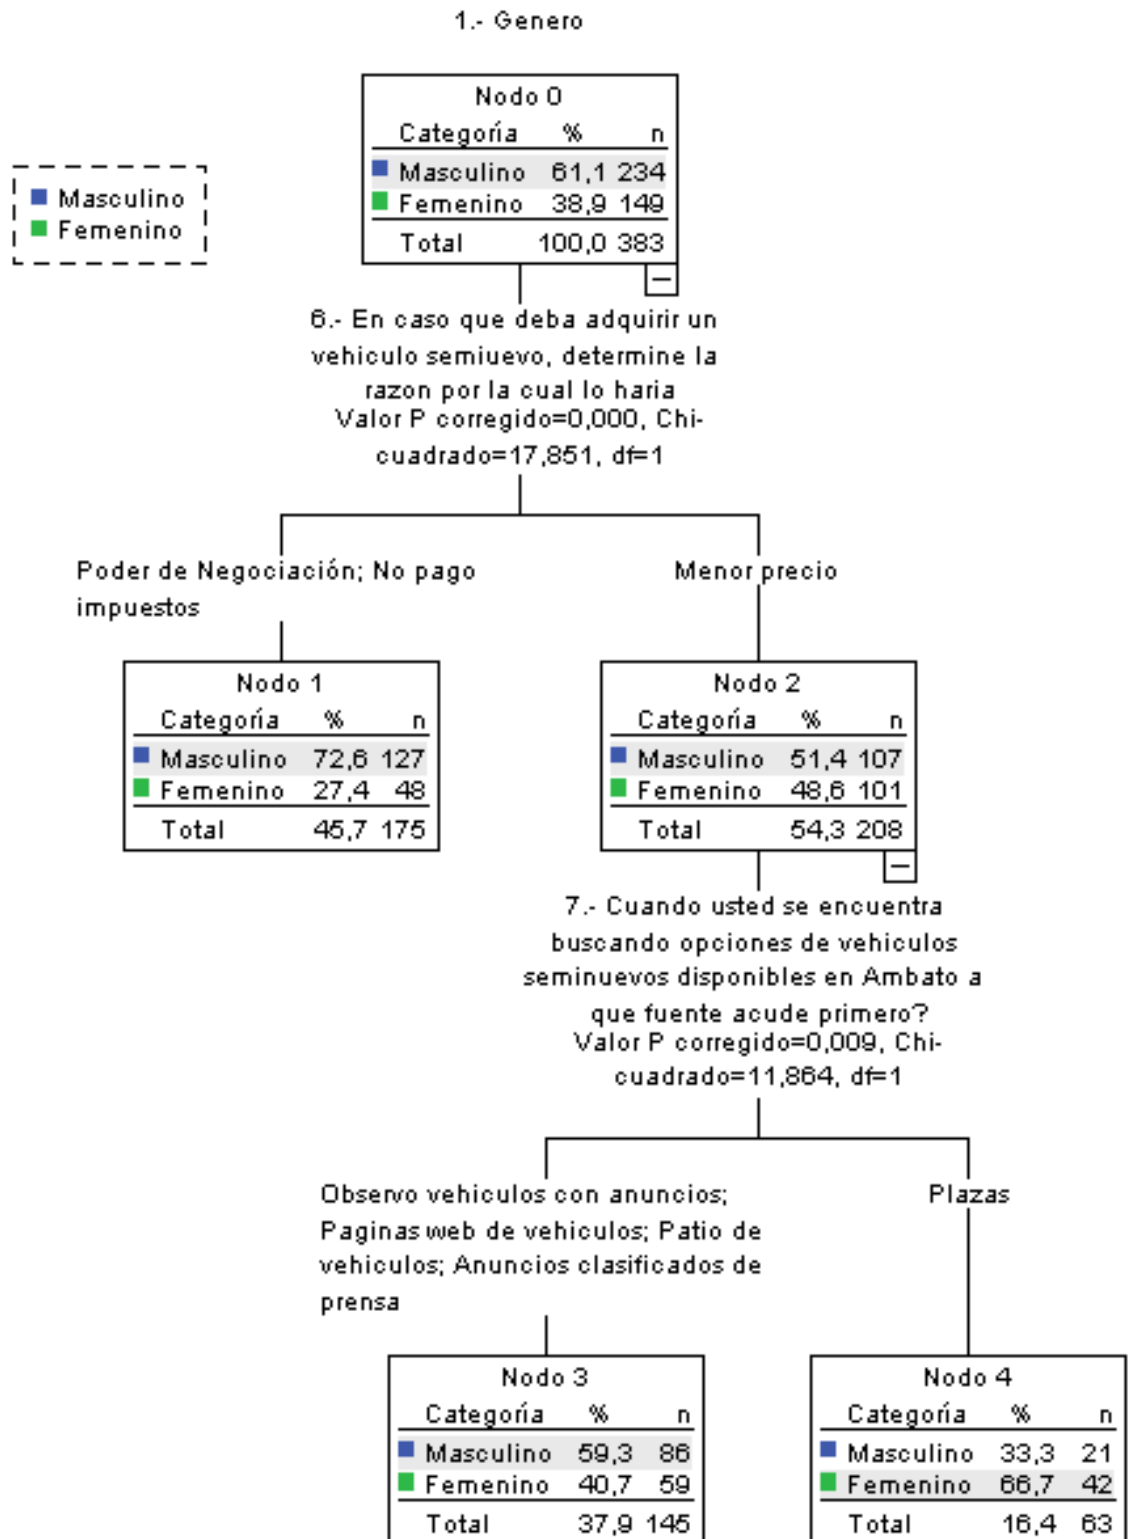 1.- Genero
Masculino
Femenino
Nodo 0
Categoría % n
Masculino 61,1 234
Femenino 38,9 149
Total 100,0 383
6.- En caso que deba adquirir un
vehiculo semiuevo, determine la
razon por la cual lo haria
Valor P corregido=0,000, Chi-
cuadrado=17,851, df=1
Poder de Negociación; No pago
impuestos
Menor precio
Nodo 1
Categoría % n
Masculino 72,6 127
Femenino 27,4 48
Total 45,7 175
Nodo 2
Categoría % n
Masculino 51,4 107
Femenino 48,6 101
Total 54,3 208
7.- Cuando usted se encuentra
buscando opciones de vehiculos
seminuevos disponibles en Ambato a
que fuente acude primero?
Valor P corregido=0,009, Chi-
cuadrado=11,864, df=1
Observo vehiculos con anuncios;
Paginas web de vehiculos; Patio de
vehiculos; Anuncios clasificados de
prensa
Plazas
Nodo 3
Categoría % n
Masculino 59,3 86
Femenino 40,7 59
Total 37,9 145
Nodo 4
Categoría % n
Masculino 33,3 21
Femenino 66,7 42
Total 16,4 63